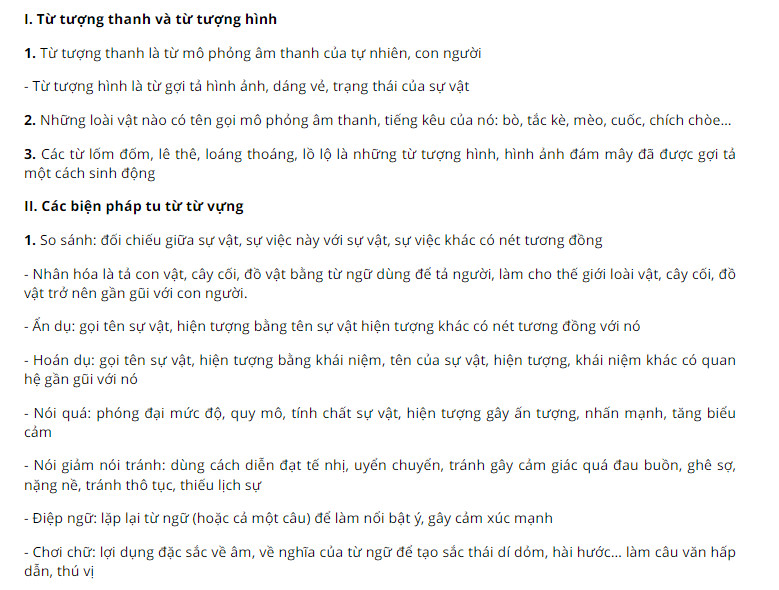 I. Từ tượng thanh và từ tượng hình
1. Từ tượng thanh là từ mô phỏng âm thanh của tự nhiên, con người
- Từ tượng hình là từ gợi tả hình ảnh, dáng vẻ, trạng thái của sự vật
2. Những loài vật nào có tên gọi mô phỏng âm thanh, tiếng kêu của nó: bò, tắc kè, mèo, cuốc, chích chòe...
3. Các từ lốm đốm, lê thê, loáng thoáng, lồ lộ là những từ tượng hình, hình ảnh đám mây đã được gợi tả
một cách sinh động
II. Các biện pháp tu từ từ vựng
1. So sánh: đối chiếu giữa sự vật, sự việc này với sự vật, sự việc khác có nét tương đồng
- Nhân hóa là tả con vật, cây cối, đồ vật bằng từ ngữ dùng để tả người, làm cho thế giới loài vật, cây cối, đồ
vật trở nên gần gũi với con người.
- Ẩn dụ: gọi tên sự vật, hiện tượng bằng tên sự vật hiện tượng khác có nét tương đồng với nó
- Hoán dụ: gọi tên sự vật, hiện tượng bằng khái niệm, tên của sự vật, hiện tượng, khái niệm khác có quan
hệ gần gũi với nó
- Nói quá: phóng đại mức độ, quy mô, tính chất sự vật, hiện tượng gây ấn tượng, nhấn mạnh, tăng biểu
cảm
- Nói giảm nói tránh: dùng cách diễn đạt tế nhị, uyển chuyển, tránh gây cảm giác quá đau buồn, ghê sợ,
nặng nề, tránh thô tục, thiếu lịch sự
- Điệp ngữ: lặp lại từ ngữ (hoặc cả một câu) để làm nổi bật ý, gây cảm xúc mạnh
- Chơi chữ: lợi dụng đặc sắc về âm, về nghĩa của từ ngữ để tạo sắc thái dí dỏm, hài hước... làm câu văn hấp
dẫn, thú vị